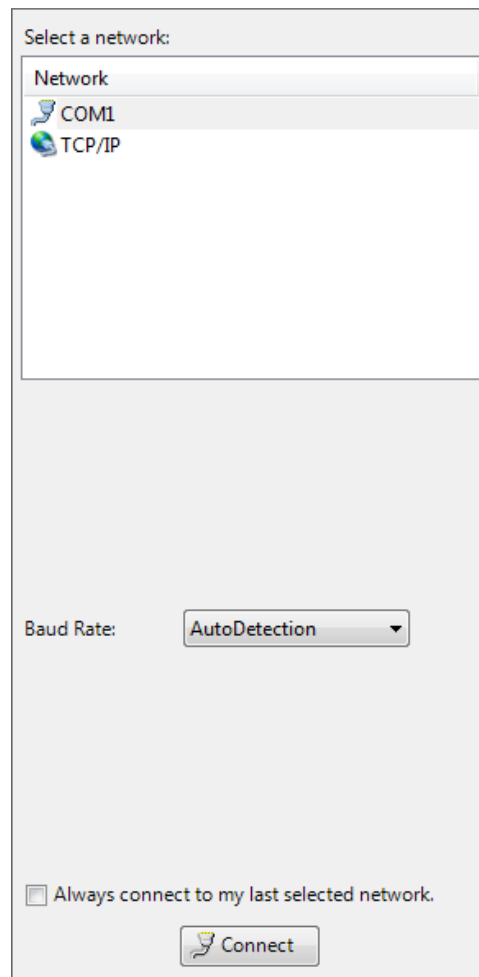 Select a network:
Network
COM1
TCP/IP
Baud Rate: AutoDetection
Always connect to my last selected network.
Connect